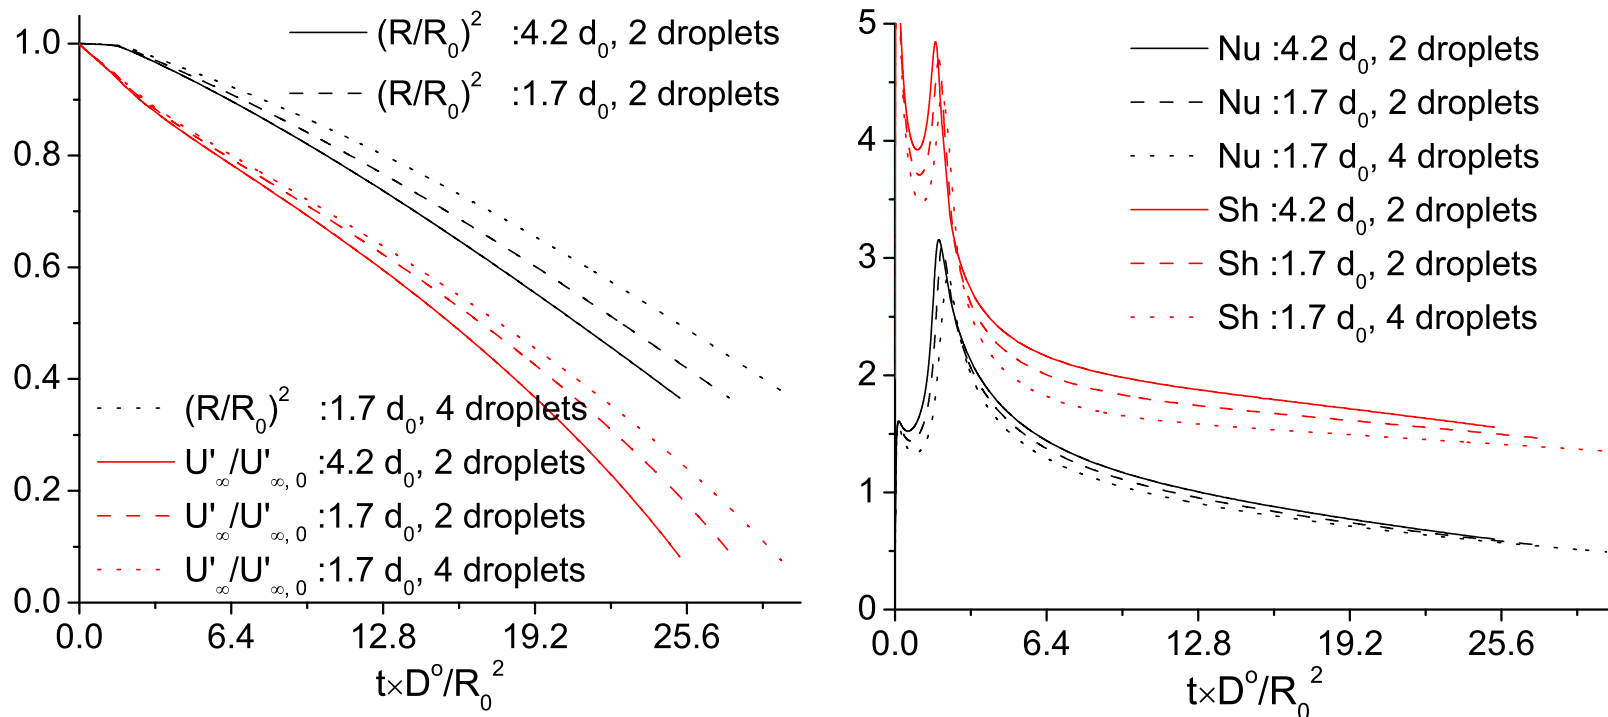 (R/R₀)² :4.2 d₀, 2 droplets
(R/R₀)² :1.7 d₀, 2 droplets
1.0
0.8
0.6
0.4
0.2
0.0
(R/R₀)² :1.7 d₀, 4 droplets
U'∞/U'∞, 0 :4.2 d₀, 2 droplets
U'∞/U'∞, 0 :1.7 d₀, 2 droplets
U'∞/U'∞, 0 :1.7 d₀, 4 droplets
0.0 6.4 12.8 19.2 25.6
t×Dº/R₀²
5
4
3
2
1
0
Nu :4.2 d₀, 2 droplets
Nu :1.7 d₀, 2 droplets
Nu :1.7 d₀, 4 droplets
Sh :4.2 d₀, 2 droplets
Sh :1.7 d₀, 2 droplets
Sh :1.7 d₀, 4 droplets
0.0 6.4 12.8 19.2 25.6
t×Dº/R₀²